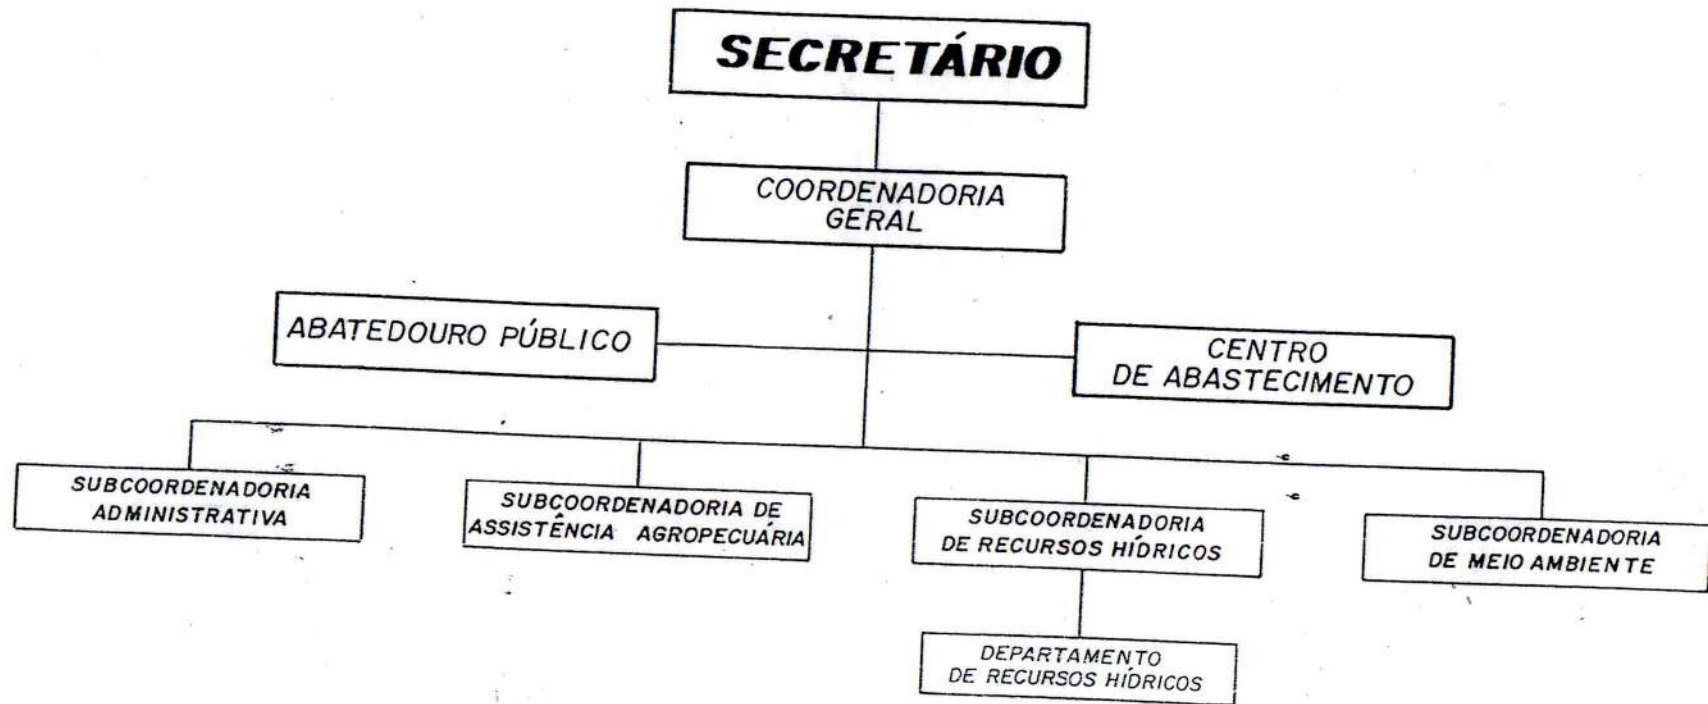 SECRETÁRIO
COORDENADORIA
GERAL
ABATEDOURO PÚBLICO
CENTRO
DE ABASTECIMENTO
SUBCOORDENADORIA
ADMINISTRATIVA
SUBCOORDENADORIA DE
ASSISTÊNCIA AGROPECUÁRIA
SUBCOORDENADORIA
DE RECURSOS HÍDRICOS
SUBCOORDENADORIA
DE MEIO AMBIENTE
DEPARTAMENTO
DE RECURSOS HÍDRICOS